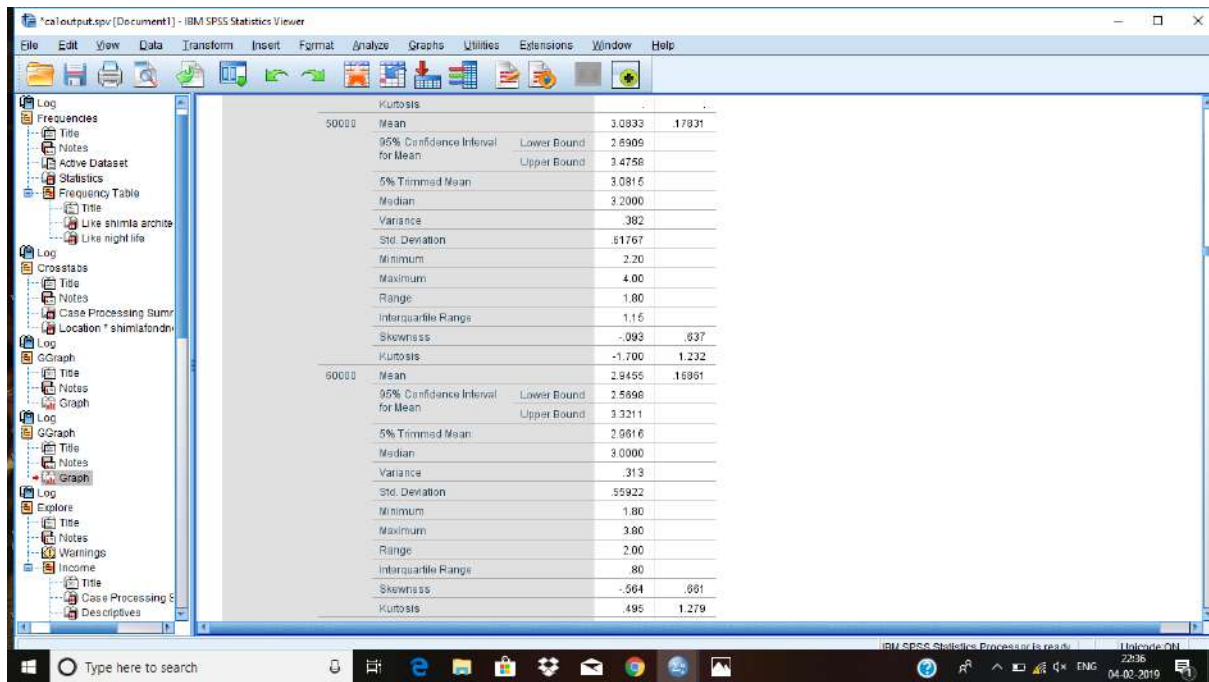 *caloutput.spv [Document1] - IBM SPSS Statistics Viewer
File Edit View Data Transform Insert Format Analyze Graphs Utilities Extensions Window Help
Log
Frequencies
Title
Notes
Active Dataset
Statistics
Frequency Table
Title
Like shimla archite
Like night life
Log
Crosstabs
Title
Notes
Case Processing Sumr
Location * shimlafondn
Log
GGraph
Title
Notes
Graph
Log
GGraph
Title
Notes
Graph
Log
Explore
Title
Notes
Warnings
Income
Title
Case Processing S
Descriptives
Kurtosis . .
50000 Mean 3.0833 .17831
95% Confidence Interval for Mean Lower Bound 2.6909
Upper Bound 3.4758
5% Trimmed Mean 3.0815
Median 3.2000
Variance .382
Std. Deviation .61767
Minimum 2.20
Maximum 4.00
Range 1.80
Interquartile Range 1.15
Skewness -.093 .637
Kurtosis -1.700 1.232
60000 Mean 2.9455 .16861
95% Confidence Interval for Mean Lower Bound 2.5698
Upper Bound 3.3211
5% Trimmed Mean 2.9616
Median 3.0000
Variance .313
Std. Deviation .55922
Minimum 1.80
Maximum 3.80
Range 2.00
Interquartile Range .80
Skewness -.564 .661
Kurtosis .495 1.279
IBM SPSS Statistics Processor is ready Unicode:ON
Type here to search
ENG
22:36
04-02-2019